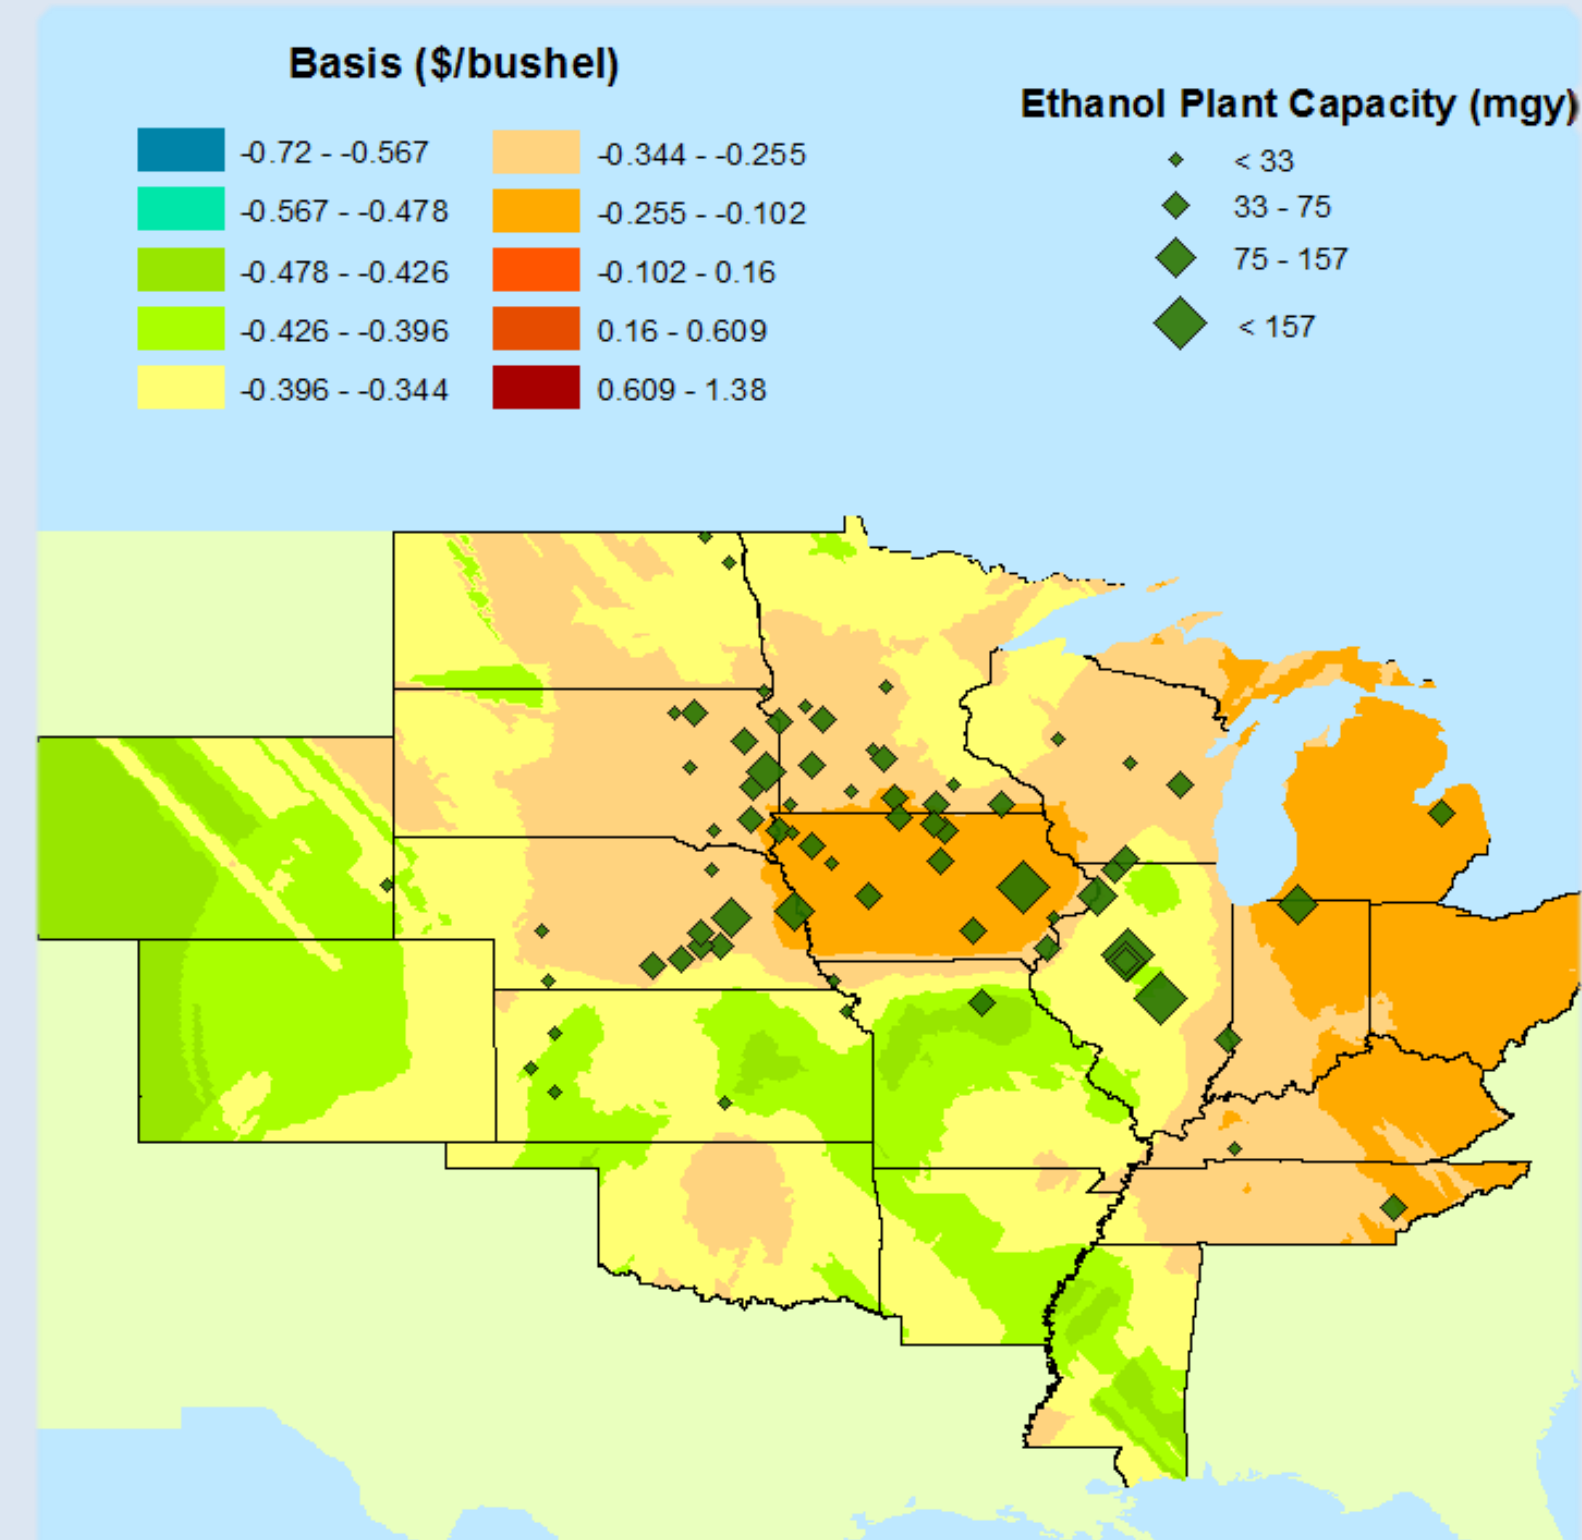 Basis ($/bushel)
-0.72 - -0.567
-0.567 - -0.478
-0.478 - -0.426
-0.426 - -0.396
-0.396 - -0.344
-0.344 - -0.255
-0.255 - -0.102
-0.102 - 0.16
0.16 - 0.609
0.609 - 1.38
Ethanol Plant Capacity (mgy)
< 33
33 - 75
75 - 157
< 157